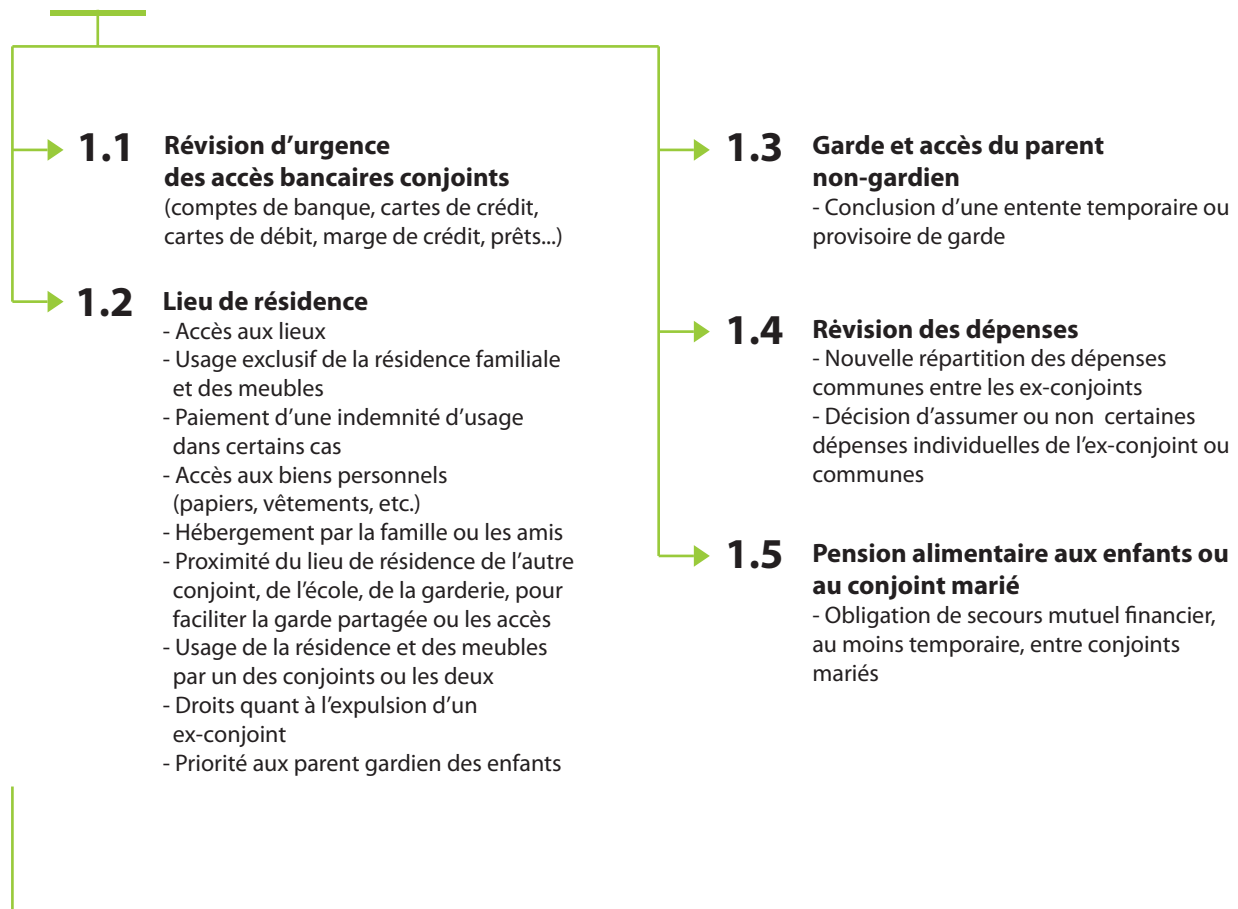 1.1 Révision d’urgence
des accès bancaires conjoints
(comptes de banque, cartes de crédit,
cartes de débit, marge de crédit, prêts...)
1.2 Lieu de résidence
- Accès aux lieux
- Usage exclusif de la résidence familiale
et des meubles
- Paiement d’une indemnité d’usage
dans certains cas
- Accès aux biens personnels
(papiers, vêtements, etc.)
- Hébergement par la famille ou les amis
- Proximité du lieu de résidence de l’autre
conjoint, de l’école, de la garderie, pour
faciliter la garde partagée ou les accès
- Usage de la résidence et des meubles
par un des conjoints ou les deux
- Droits quant à l’expulsion d’un
ex-conjoint
- Priorité aux parent gardien des enfants
1.3 Garde et accès du parent
non-gardien
- Conclusion d’une entente temporaire ou
provisoire de garde
1.4 Rėvision des dépenses
- Nouvelle répartition des dépenses
communes entre les ex-conjoints
- Décision d’assumer ou non certaines
dépenses individuelles de l’ex-conjoint ou
communes
1.5 Pension alimentaire aux enfants ou
au conjoint marié
- Obligation de secours mutuel financier,
au moins temporaire, entre conjoints
mariés